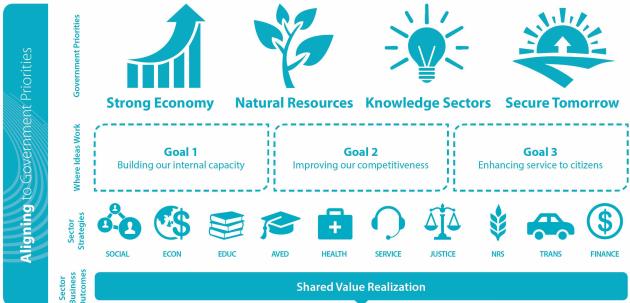 Aligning to Government Priorities
Government Priorities
Strong Economy
Natural Resources
Knowledge Sectors
Secure Tomorrow
Where Ideas Work
Goal 1
Building our internal capacity
Goal 2
Improving our competitiveness
Goal 3
Enhancing service to citizens
Sector
Strategies
SOCIAL
ECON
EDUC
AVED
HEALTH
SERVICE
JUSTICE
NRS
TRANS
FINANCE
Sector
Business
Outcomes
Shared Value Realization